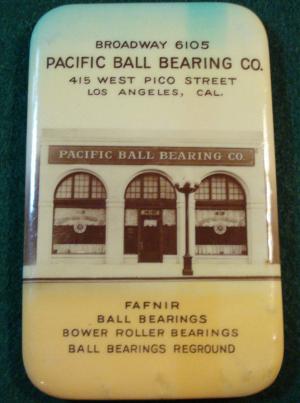 BROADWAY 6105
PACIFIC BALL BEARING CO.
415 WEST PICO STREET
LOS ANGELES, CAL.
PACIFIC BALL BEARING CO.
FAFNIR
BALL BEARINGS
BOWER ROLLER BEARINGS
BALL BEARINGS REGROUND